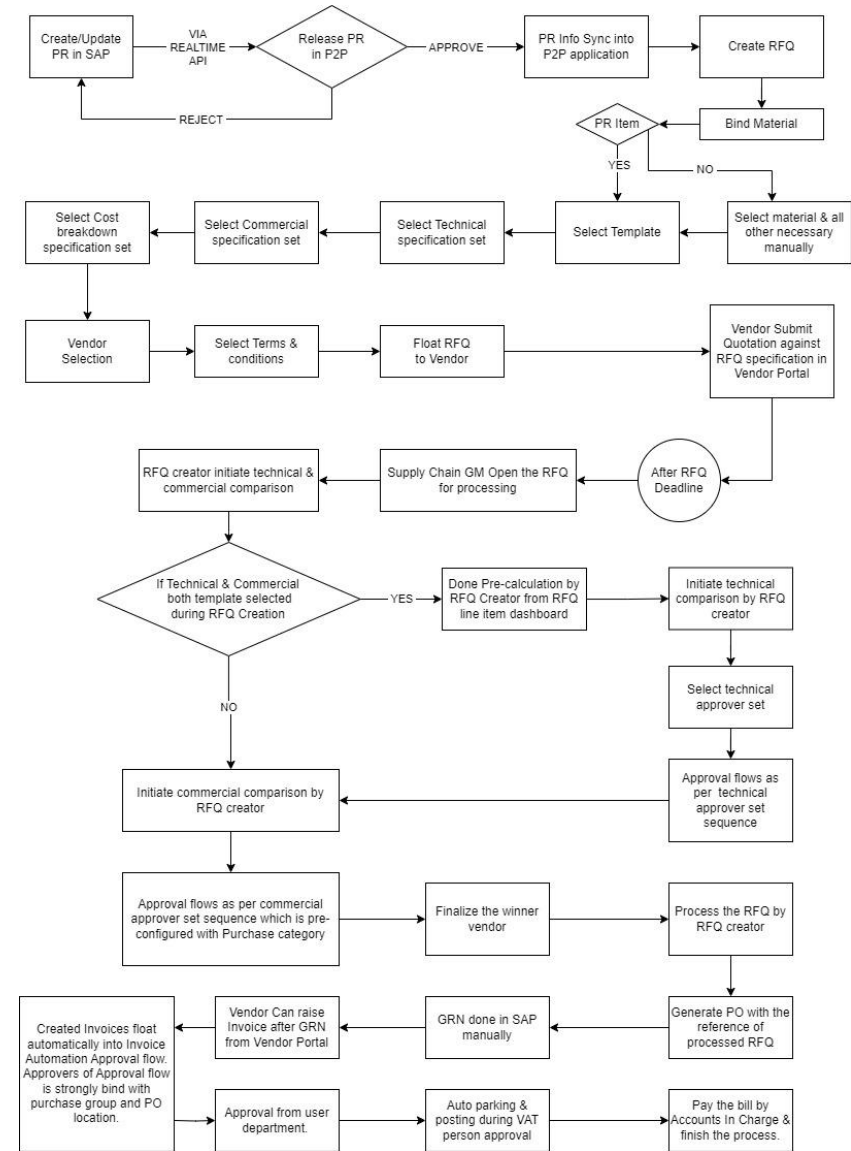 Create/Update
PR in SAP
VIA
REALTIME
API
Release PR
in P2P
APPROVE
PR Info Sync into
P2P application
Create RFQ
REJECT
Bind Material
PR Item
YES
NO
Select material & all
other necessary
manually
Select Template
Select Technical
specification set
Select Commercial
specification set
Select Cost
breakdown
specification set
Vendor
Selection
Select Terms &
conditions
Float RFQ
to Vendor
Vendor Submit
Quotation against
RFQ specification in
Vendor Portal
After RFQ
Deadline
Supply Chain GM Open the RFQ
for processing
RFQ creator initiate technical &
commercial comparison
If Technical & Commercial
both template selected
during RFQ Creation
YES
Done Pre-calculation by
RFQ Creator from RFQ
line item dashboard
Initiate technical
comparison by RFQ
creator
Select technical
approver set
Approval flows as
per technical
approver set
sequence
NO
Initiate commercial comparison by
RFQ creator
Approval flows as per commercial
approver set sequence which is pre-
configured with Purchase category
Finalize the winner
vendor
Process the RFQ by
RFQ creator
Generate PO with the
reference of
processed RFQ
GRN done in SAP
manually
Vendor Can raise
Invoice after GRN
from Vendor Portal
Created Invoices float
automatically into Invoice
Automation Approval flow.
Approvers of Approval flow
is strongly bind with
purchase group and PO
location.
Approval from user
department.
Auto parking &
posting during VAT
person approval
Pay the bill by
Accounts In Charge &
finish the process.